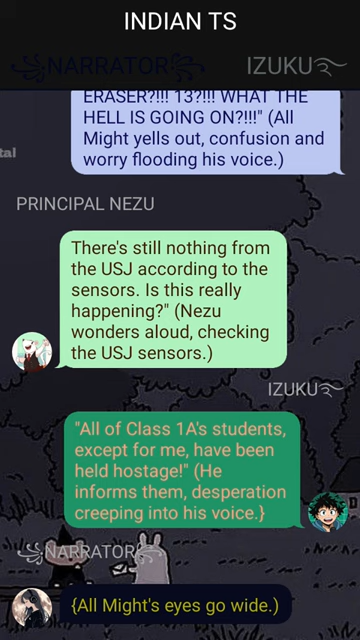 INDIAN TS
꧁NARRATOR꧂
IZUKU࿐
ERASER?!!! 13?!!! WHAT THE
HELL IS GOING ON?!!!" (All
Might yells out, confusion and
worry flooding his voice.)
tal
PRINCIPAL NEZU
There's still nothing from
the USJ according to the
sensors. Is this really
happening?" (Nezu
wonders aloud, checking
the USJ sensors.)
IZUKU࿐
"All of Class 1A's students,
except for me, have been
held hostage!" (He
informs them, desperation
creeping into his voice.}
꧁NARRATOR꧂
{All Might's eyes go wide.)